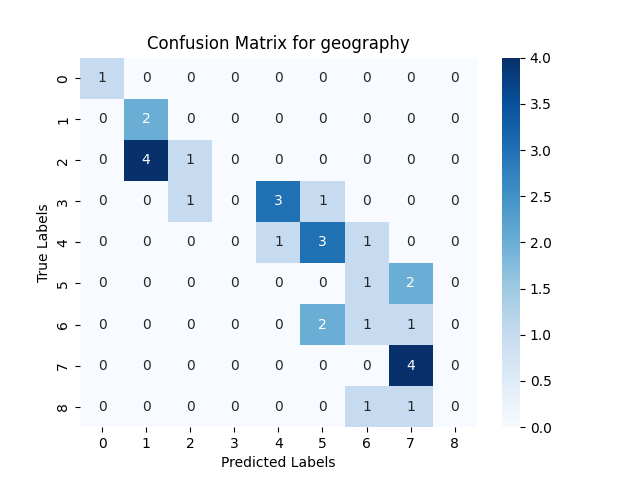 Confusion Matrix for geography
True Labels
0 1 0 0 0 0 0 0 0 0
1 0 2 0 0 0 0 0 0 0
2 0 4 1 0 0 0 0 0 0
3 0 0 1 0 3 1 0 0 0
4 0 0 0 0 1 3 1 0 0
5 0 0 0 0 0 0 1 2 0
6 0 0 0 0 0 2 1 1 0
7 0 0 0 0 0 0 0 4 0
8 0 0 0 0 0 0 1 1 0
0 1 2 3 4 5 6 7 8
Predicted Labels
4.0
3.5
3.0
2.5
2.0
1.5
1.0
0.5
0.0